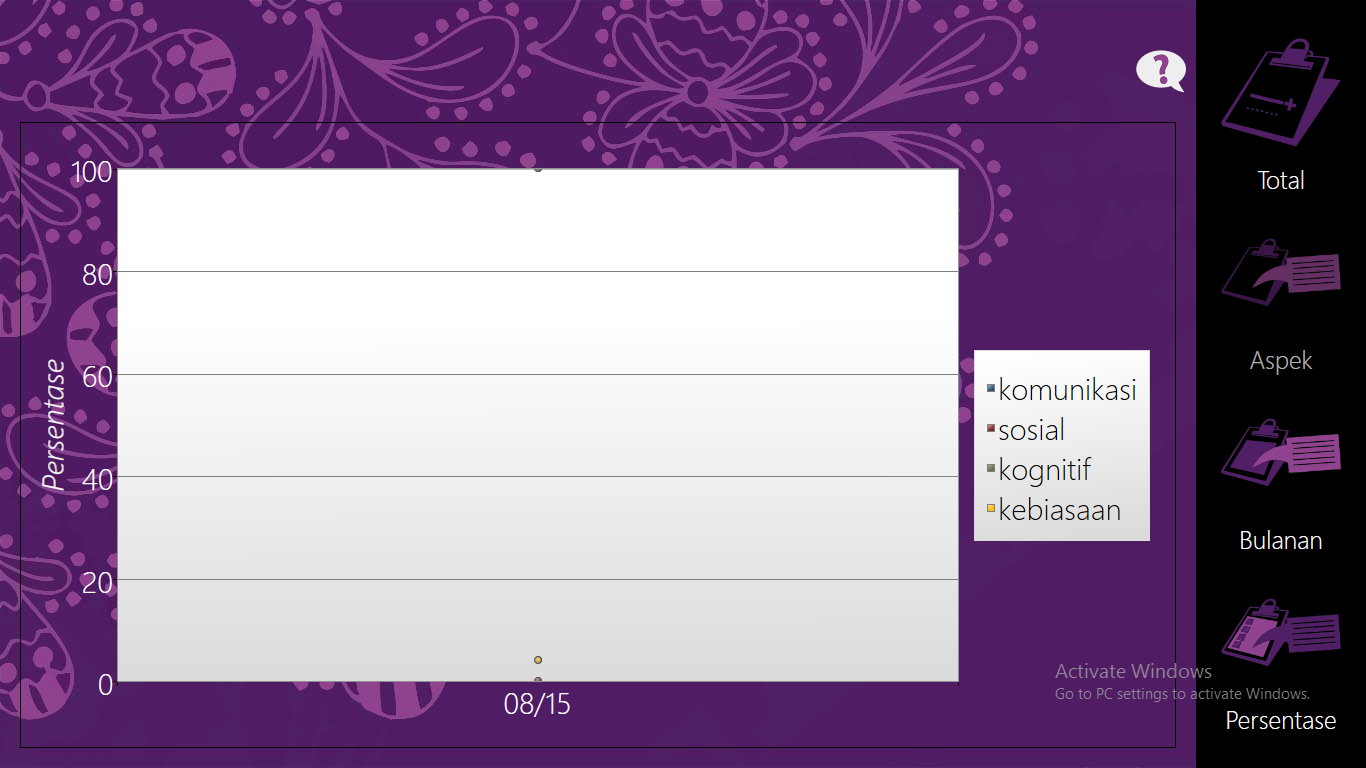 ?
Total
Aspek
Bulanan
Persentase
100
80
60
40
20
0
Persentase
08/15
komunikasi
sosial
kognitif
kebiasaan
Activate Windows
Go to PC settings to activate Windows.